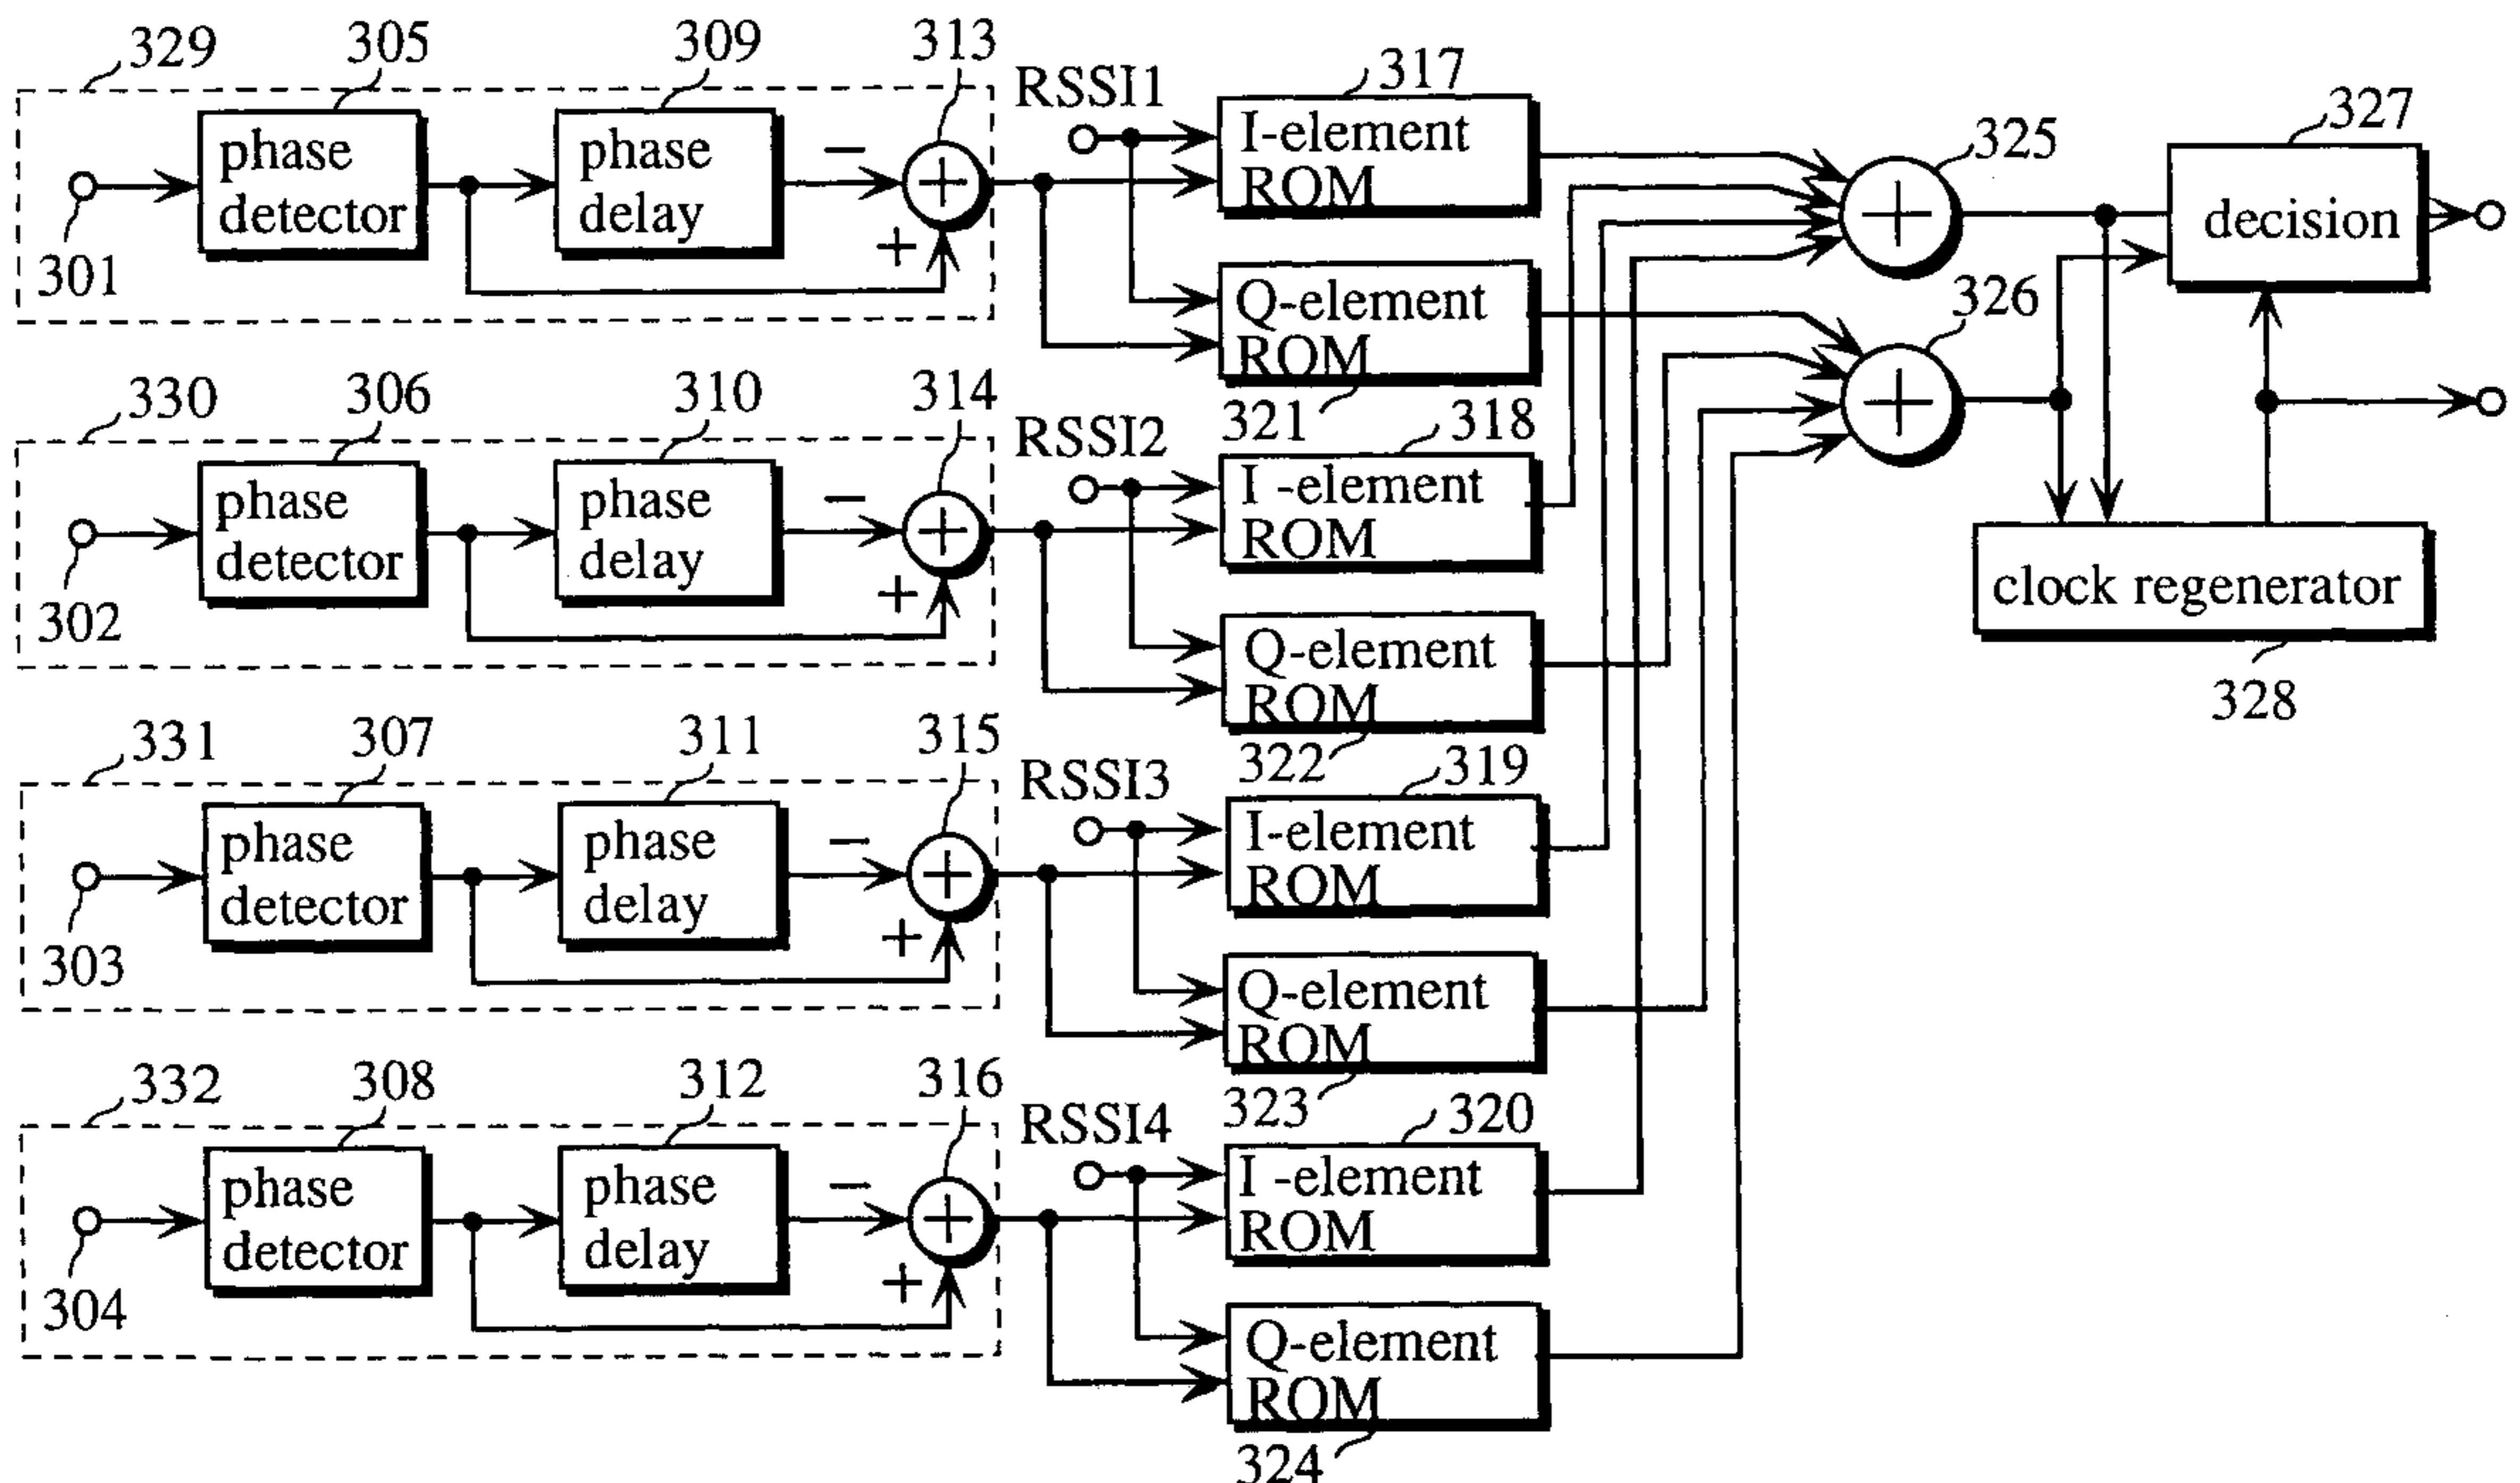 329 305 309 313
RSSI1 317
phase detector
phase delay
−
+
I-element ROM
325 327
301
Q-element ROM
decision
326
321
330 306 310 314
RSSI2 318
phase detector
phase delay
−
+
I -element ROM
302
Q-element ROM
clock regenerator
328
322
331 307 311 315
RSSI3 319
phase detector
phase delay
−
+
I-element ROM
303
Q-element ROM
323
332 308 312 316
RSSI4 320
phase detector
phase delay
−
+
I -element ROM
304
Q-element ROM
324